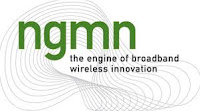 ngmn
the engine of broadband
wireless innovation